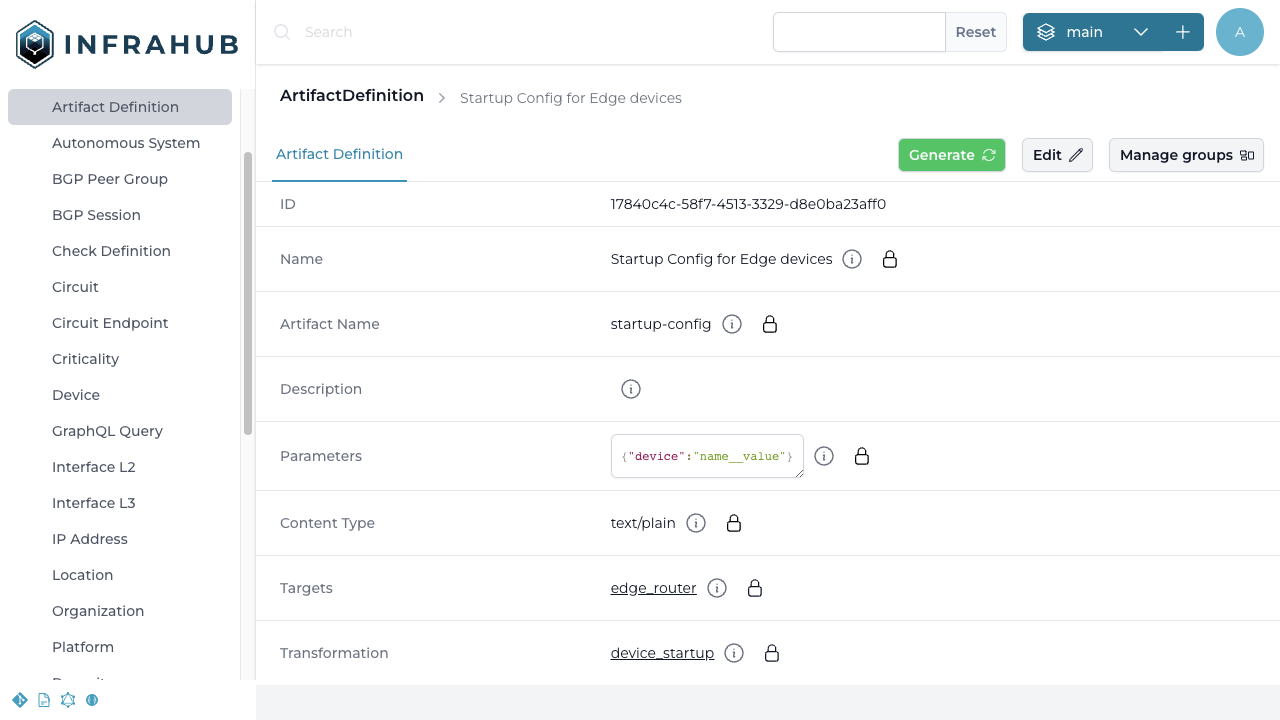 INFRAHUB
Search
Reset
main
A
Artifact Definition
Autonomous System
BGP Peer Group
BGP Session
Check Definition
Circuit
Circuit Endpoint
Criticality
Device
GraphQL Query
Interface L2
Interface L3
IP Address
Location
Organization
Platform
ArtifactDefinition > Startup Config for Edge devices
Artifact Definition
Generate
Edit
Manage groups
ID 17840c4c-58f7-4513-3329-d8e0ba23aff0
Name Startup Config for Edge devices
Artifact Name startup-config
Description
Parameters {"device":"name__value"}
Content Type text/plain
Targets edge_router
Transformation device_startup